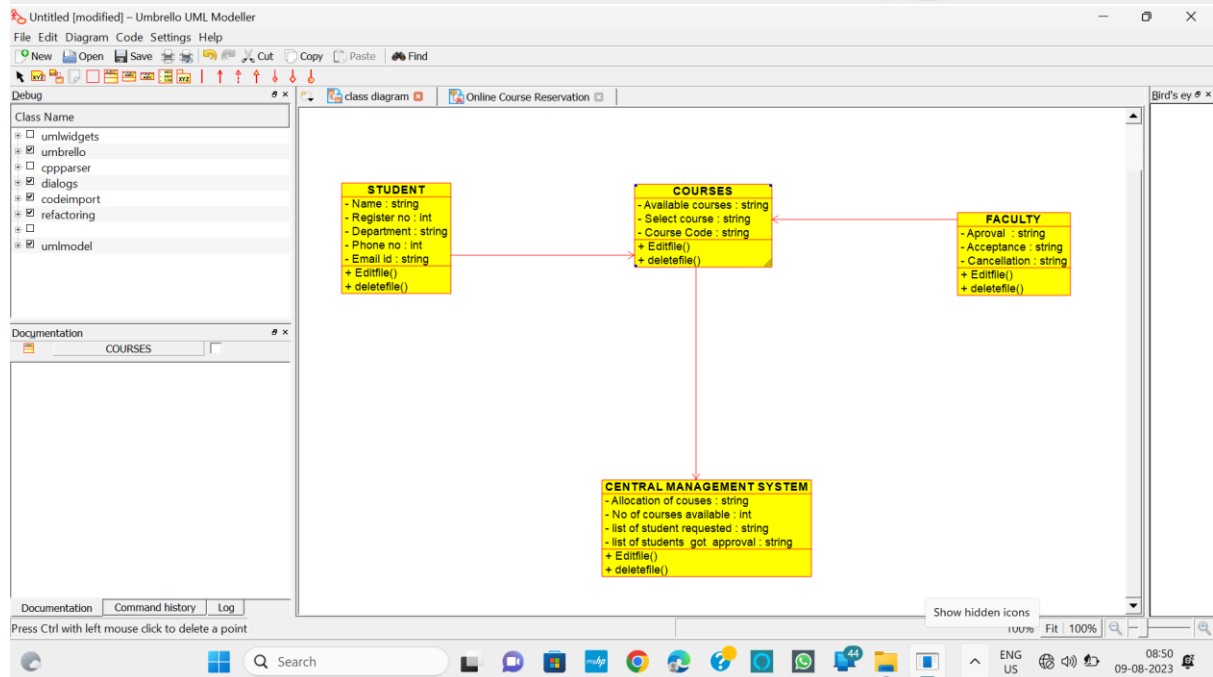 Untitled [modified] – Umbrello UML Modeller
File Edit Diagram Code Settings Help
New Open Save Cut Copy Paste Find
Debug
class diagram
Online Course Reservation
Bird's ey
Class Name
umlwidgets
umbrello
cppparser
dialogs
codeimport
refactoring
umlmodel
STUDENT
- Name : string
- Register no : int
- Department : string
- Phone no : int
- Email id : string
+ Editfile()
+ deletefile()
COURSES
- Available courses : string
- Select course : string
- Course Code : string
+ Editfile()
+ deletefile()
FACULTY
- Aproval : string
- Acceptance : string
- Cancellation : string
+ Editfile()
+ deletefile()
Documentation
COURSES
CENTRAL MANAGEMENT SYSTEM
- Allocation of couses : string
- No of courses available : int
- list of student requested : string
- list of students got approval : string
+ Editfile()
+ deletefile()
Documentation Command history Log
Show hidden icons
Press Ctrl with left mouse click to delete a point
100% Fit 100%
Search
myhp
44
ENG
US
08:50
09-08-2023